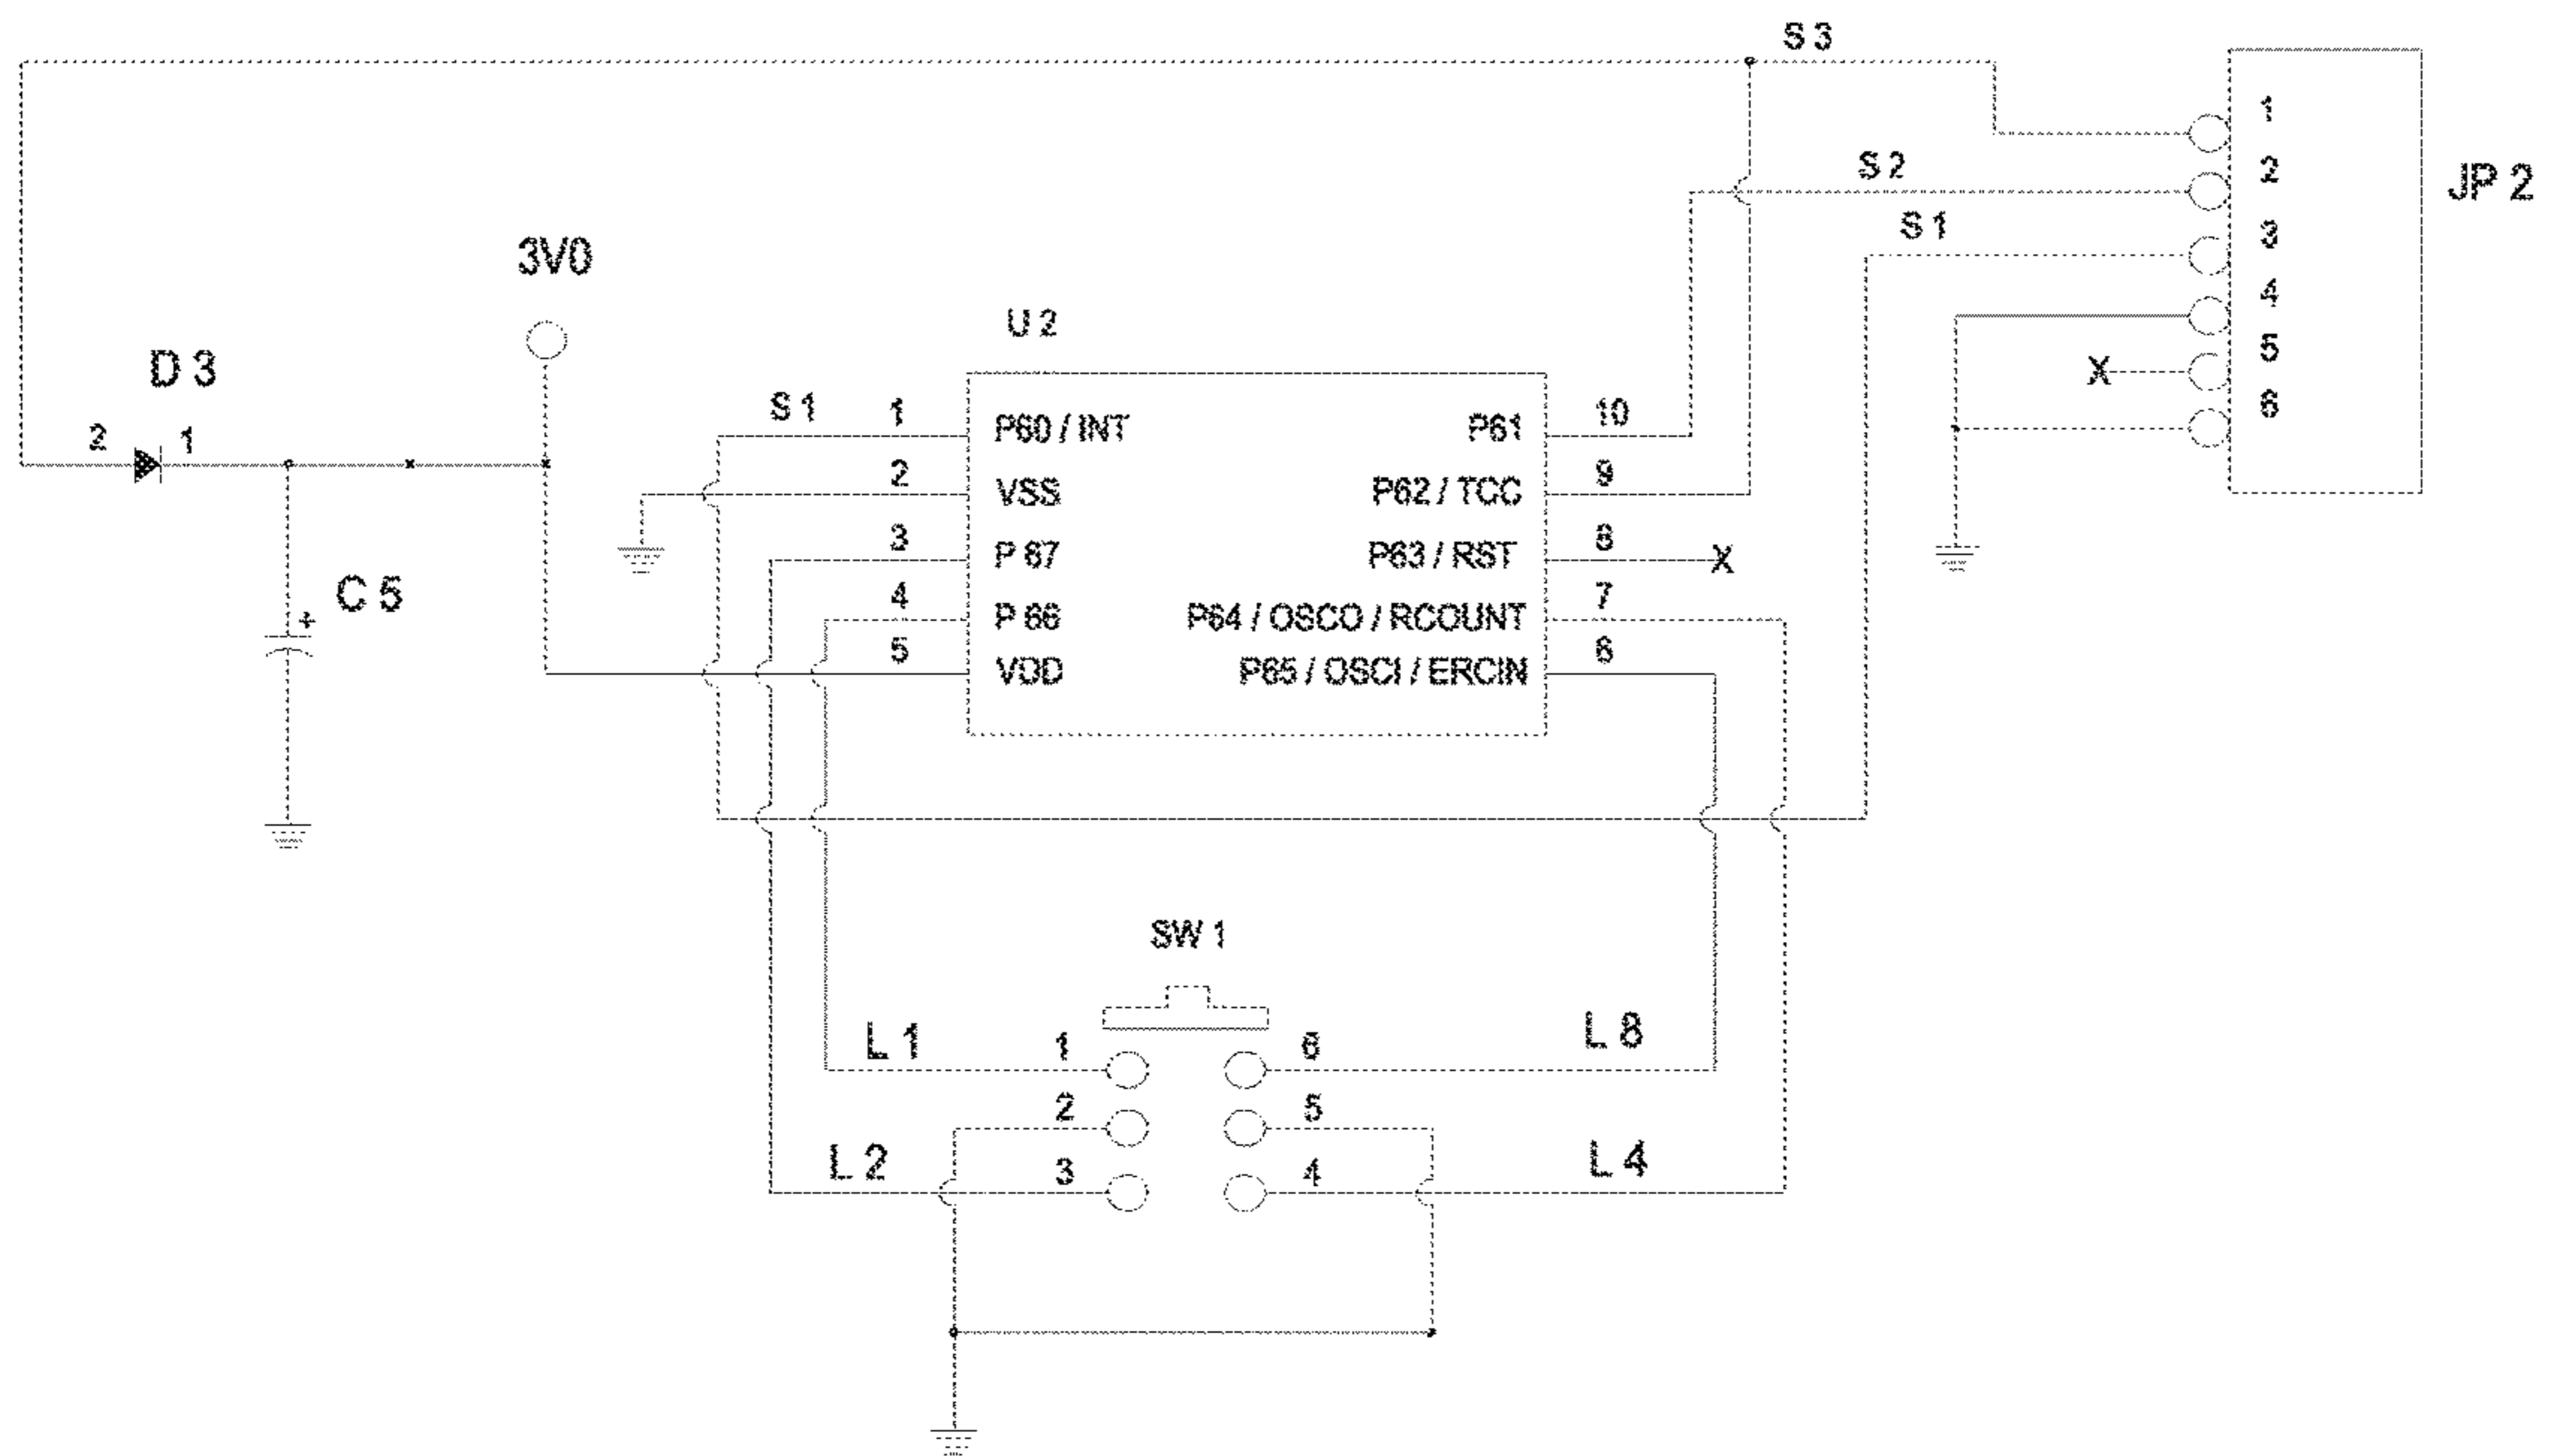 S 3
1
S 2
2
JP 2
S 1
3
3V0
4
U 2
5
D 3
6
S 1
1
P60 / INT
P61
10
2
1
2
VSS
P62 / TCC
9
3
P 67
P63 / RST
8
X
X
C 5
+
4
P 66
P64 / OSCO / RCOUNT
7
5
VDD
P65 / OSCI / ERCIN
6
SW 1
L 1
1
6
L 8
2
5
L 2
3
4
L 4